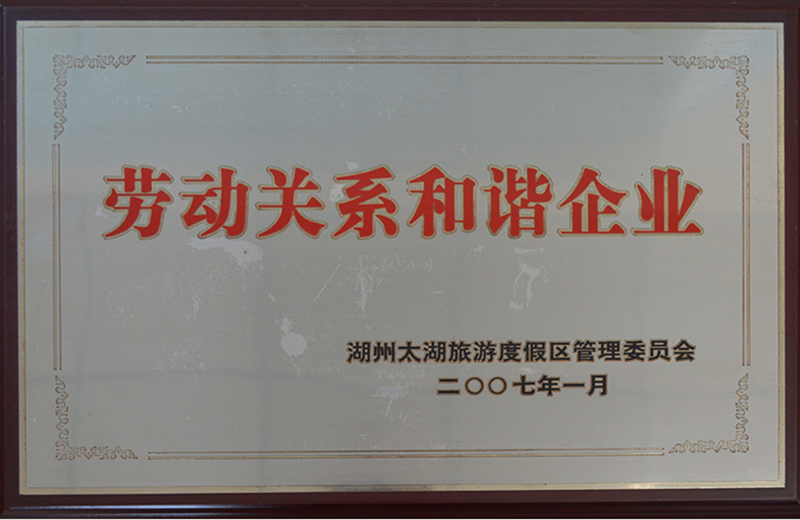 劳动关系和谐企业
湖州太湖旅游度假区管理委员会
二〇〇七年一月